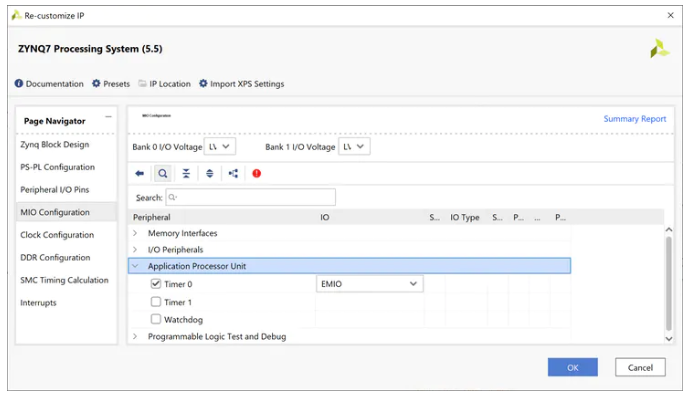 Re-customize IP
ZYNQ7 Processing System (5.5)
Documentation Presets IP Location Import XPS Settings
Page Navigator
Zynq Block Design
PS-PL Configuration
Peripheral I/O Pins
MIO Configuration
Clock Configuration
DDR Configuration
SMC Timing Calculation
Interrupts
MIO Configuration
Summary Report
Bank 0 I/O Voltage LV Bank 1 I/O Voltage LV
Search: Q-
Peripheral IO S... IO Type S... P... ... P...
Memory Interfaces
I/O Peripherals
Application Processor Unit
Timer 0 EMIO
Timer 1
Watchdog
Programmable Logic Test and Debug
OK Cancel